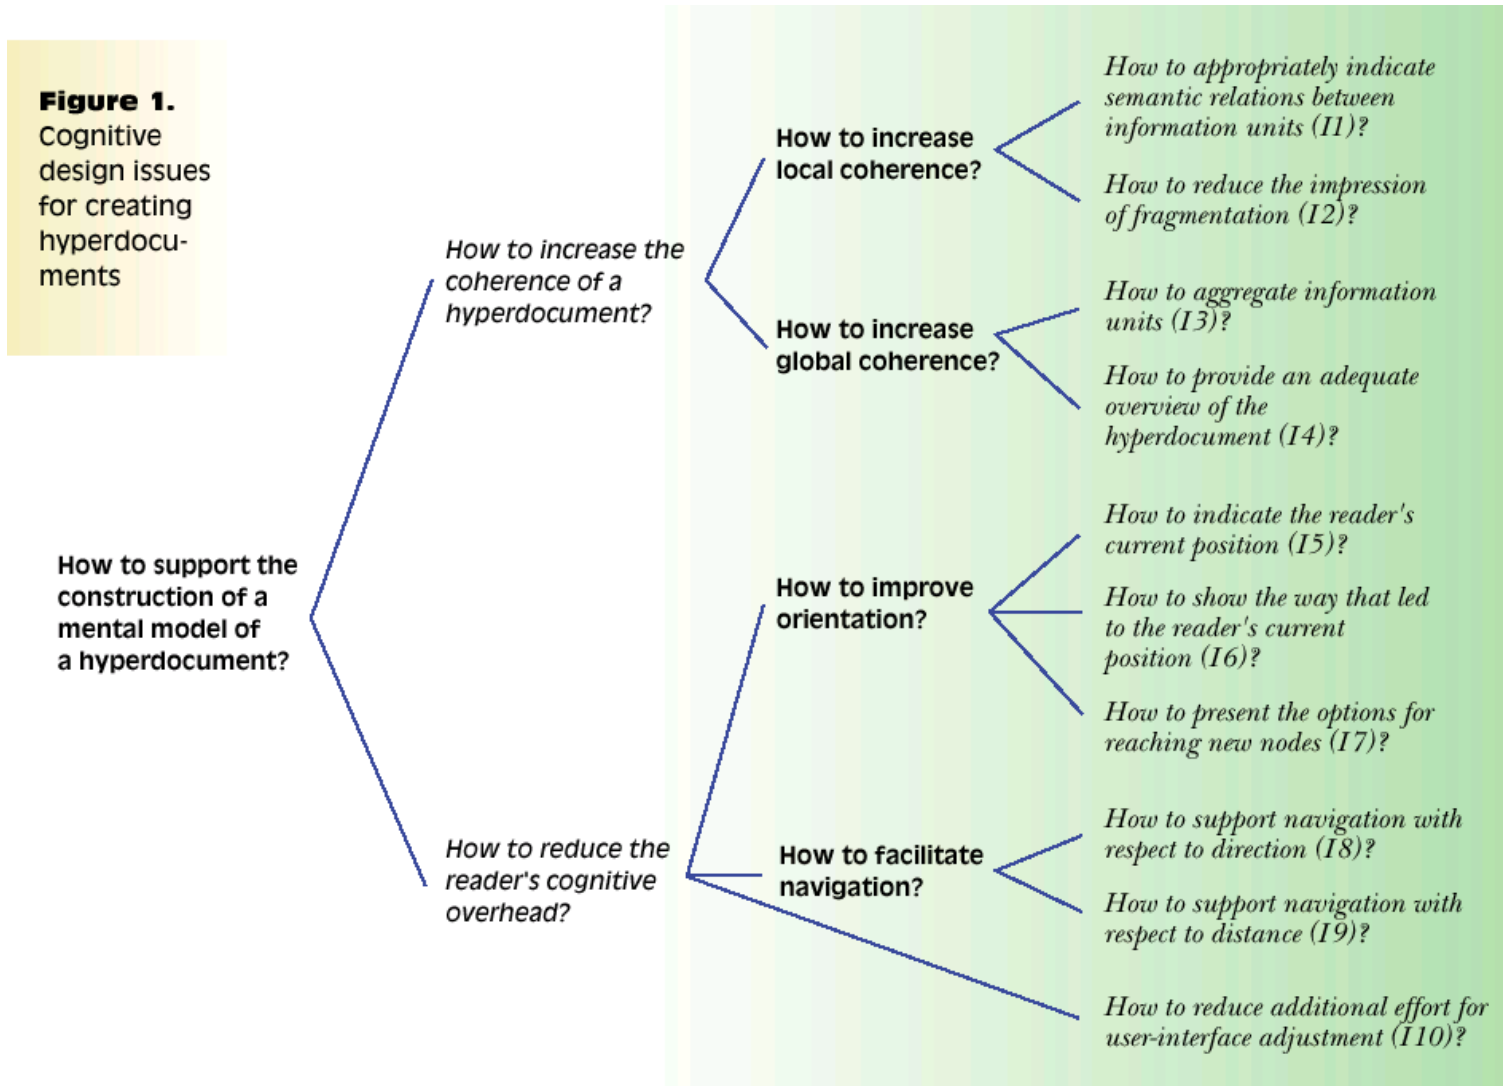 Figure 1.
Cognitive
design issues
for creating
hyperdocu-
ments
How to support the
construction of a
mental model of
a hyperdocument?
How to increase the
coherence of a
hyperdocument?
How to increase
local coherence?
How to appropriately indicate
semantic relations between
information units (I1)?
How to reduce the impression
of fragmentation (I2)?
How to increase
global coherence?
How to aggregate information
units (I3)?
How to provide an adequate
overview of the
hyperdocument (I4)?
How to reduce the
reader's cognitive
overhead?
How to improve
orientation?
How to indicate the reader's
current position (I5)?
How to show the way that led
to the reader's current
position (I6)?
How to present the options for
reaching new nodes (I7)?
How to facilitate
navigation?
How to support navigation with
respect to direction (I8)?
How to support navigation with
respect to distance (I9)?
How to reduce additional effort for
user-interface adjustment (I10)?